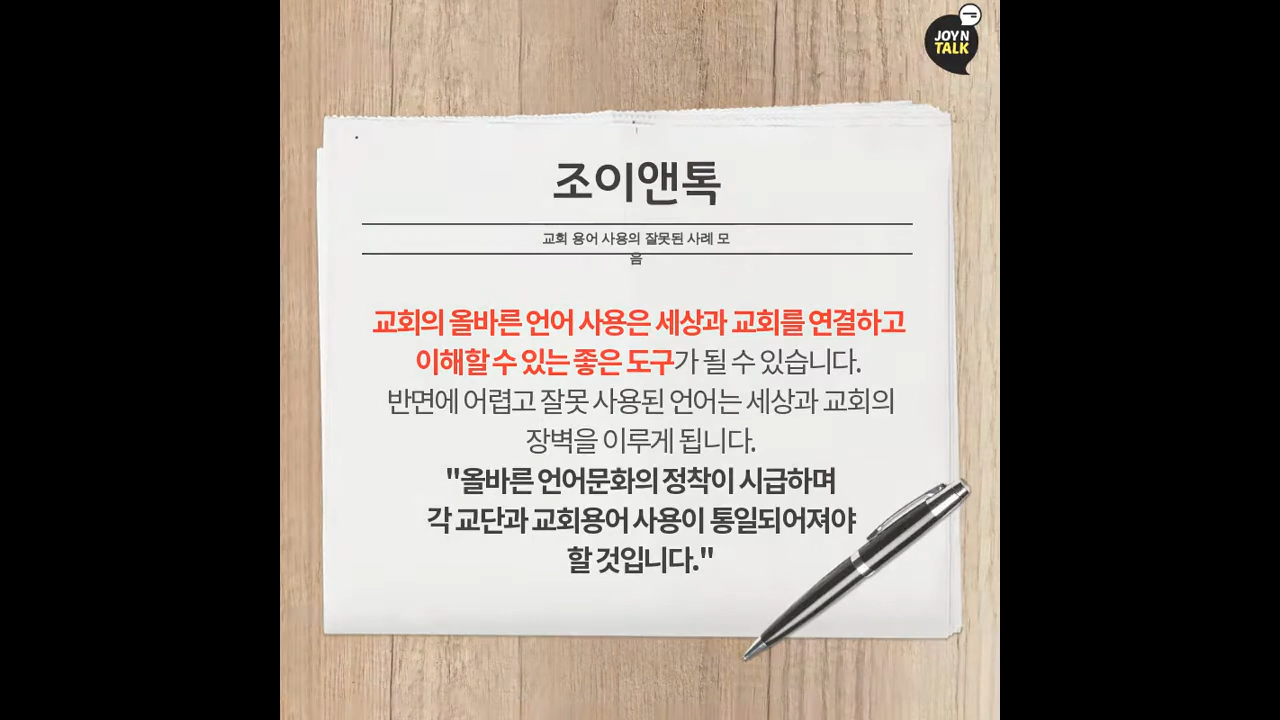 JOY N
TALK
조이앤톡
교회 용어 사용의 잘못된 사례 모
음
교회의 올바른 언어 사용은 세상과 교회를 연결하고
이해할 수 있는 좋은 도구가 될 수 있습니다.
반면에 어렵고 잘못 사용된 언어는 세상과 교회의
장벽을 이루게 됩니다.
"올바른 언어문화의 정착이 시급하며
각 교단과 교회용어 사용이 통일되어져야
할 것입니다."